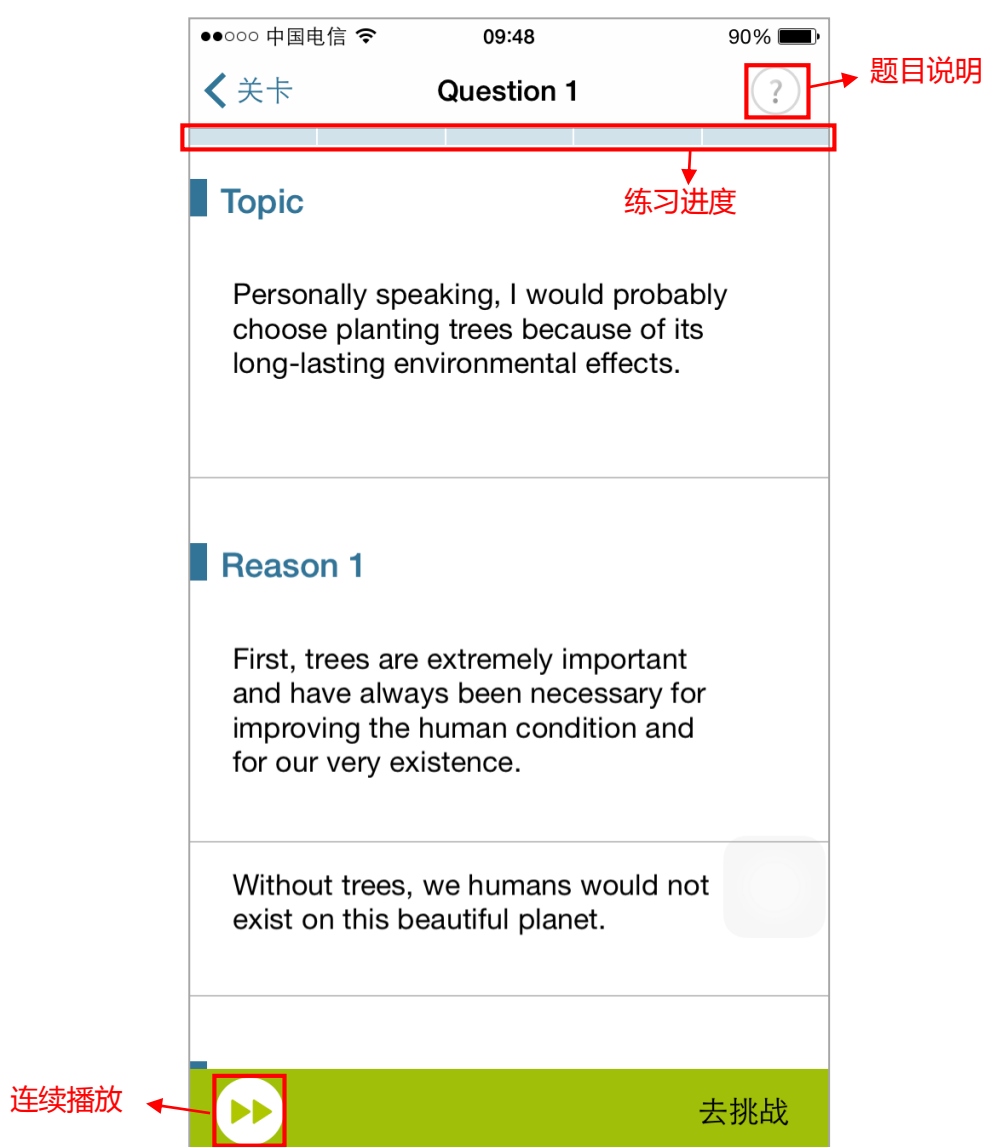 中国电信 09:48 90%
关卡 Question 1 ?
题目说明
练习进度
Topic
Personally speaking, I would probably
choose planting trees because of its
long-lasting environmental effects.
Reason 1
First, trees are extremely important
and have always been necessary for
improving the human condition and
for our very existence.
Without trees, we humans would not
exist on this beautiful planet.
连续播放
去挑战